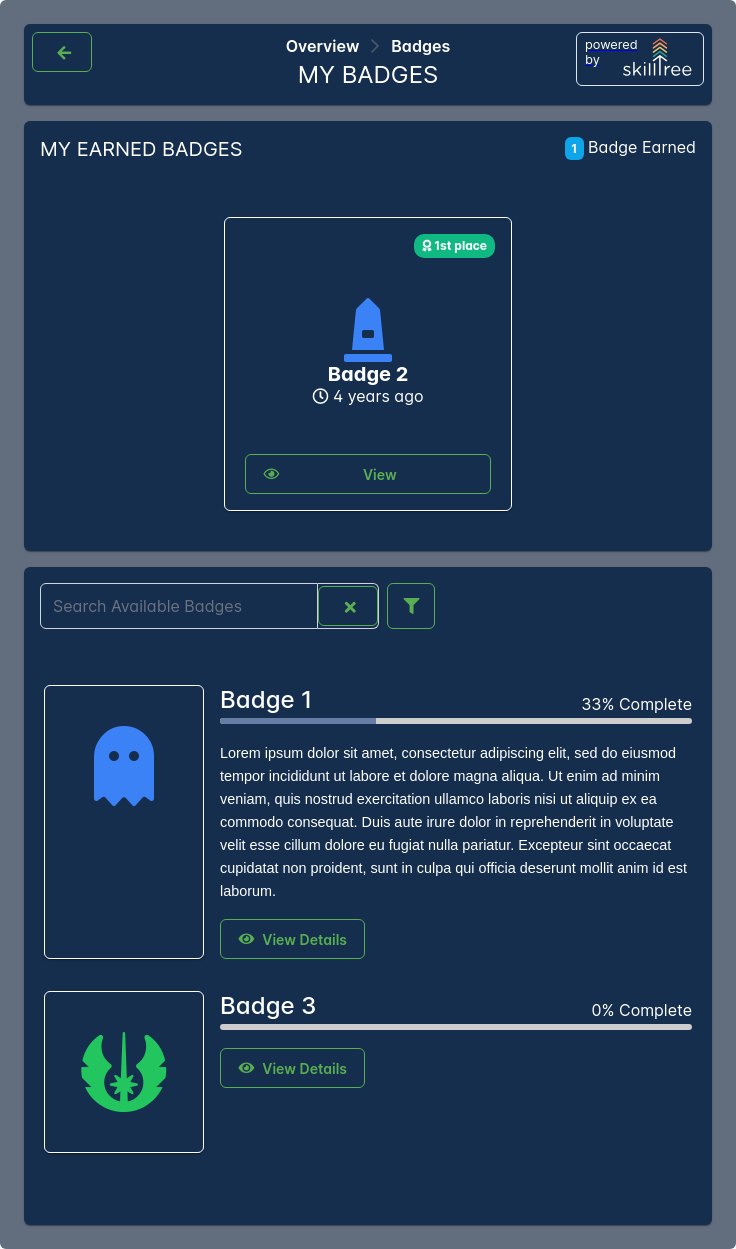 Overview Badges
MY BADGES
powered
by
skilltree
MY EARNED BADGES
1 Badge Earned
1st place
Badge 2
4 years ago
View
Search Available Badges
Badge 1
33% Complete
Lorem ipsum dolor sit amet, consectetur adipiscing elit, sed do eiusmod
tempor incididunt ut labore et dolore magna aliqua. Ut enim ad minim
veniam, quis nostrud exercitation ullamco laboris nisi ut aliquip ex ea
commodo consequat. Duis aute irure dolor in reprehenderit in voluptate
velit esse cillum dolore eu fugiat nulla pariatur. Excepteur sint occaecat
cupidatat non proident, sunt in culpa qui officia deserunt mollit anim id est
laborum.
View Details
Badge 3
0% Complete
View Details